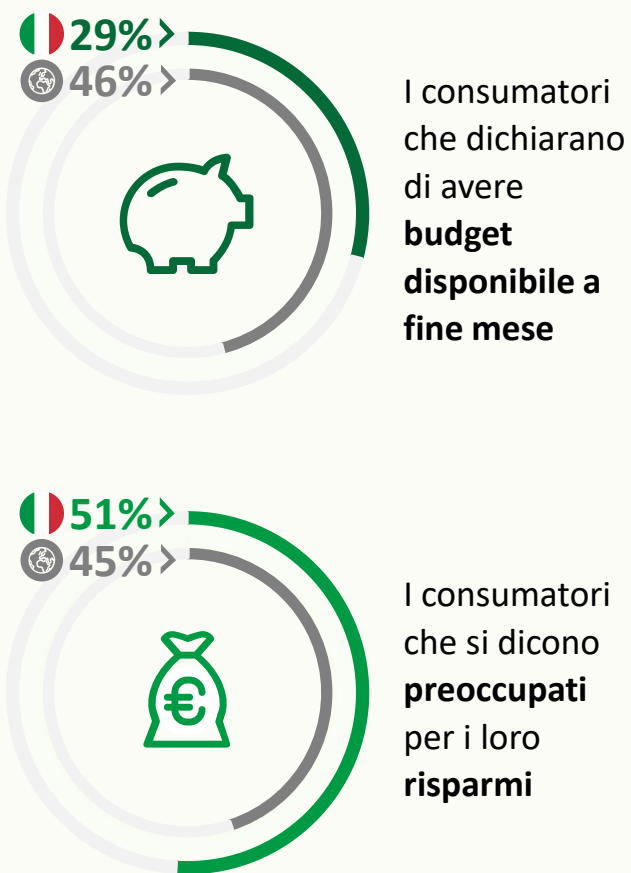 29%
46%
I consumatori
che dichiarano
di avere
budget
disponibile a
fine mese
51%
45%
€
I consumatori
che si dicono
preoccupati
per i loro
risparmi